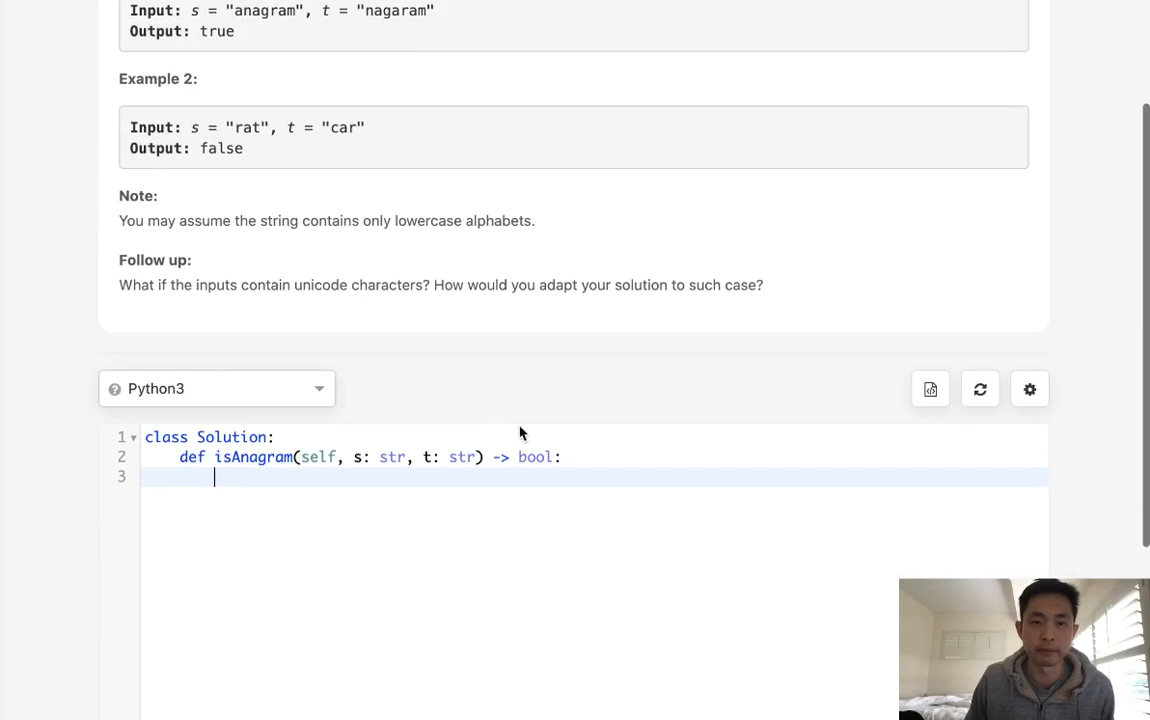 Input: s = "anagram", t = "nagaram"
Output: true
Example 2:
Input: s = "rat", t = "car"
Output: false
Note:
You may assume the string contains only lowercase alphabets.
Follow up:
What if the inputs contain unicode characters? How would you adapt your solution to such case?
Python3
1 class Solution:
2 def isAnagram(self, s: str, t: str) -> bool:
3